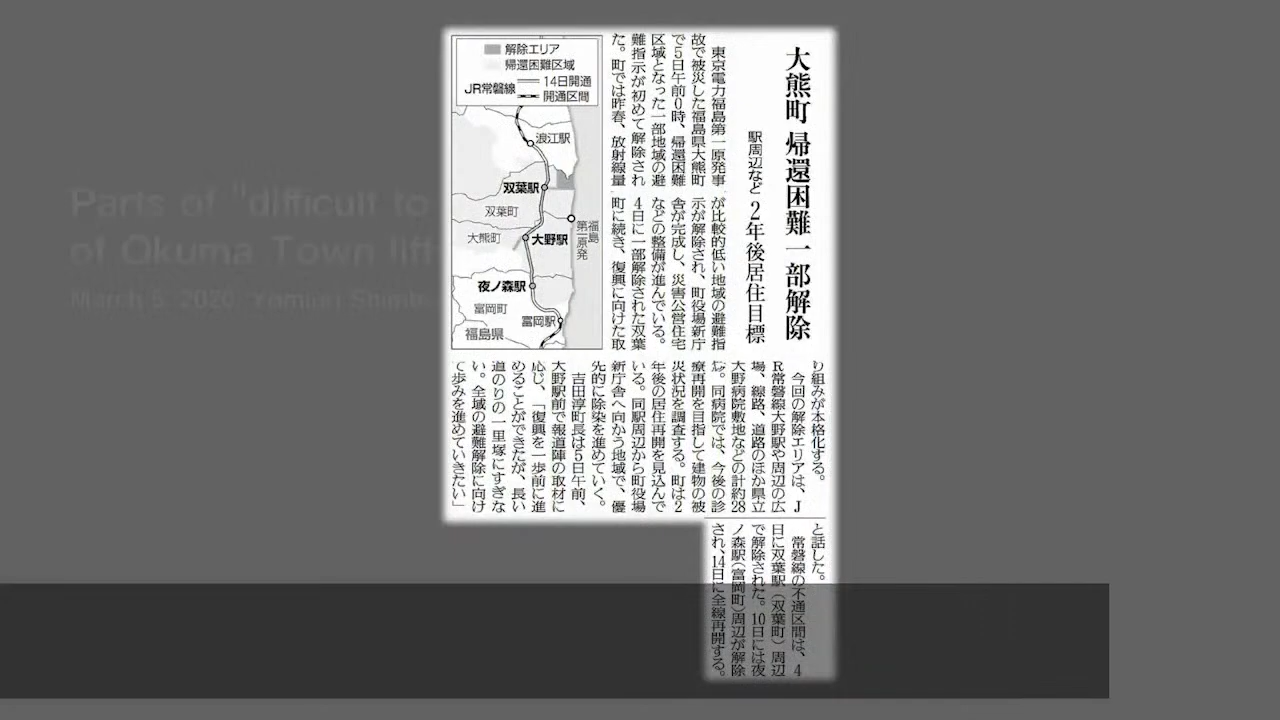 大熊町 帰還困難一部解除
駅周辺など 2年後居住目標
東京電力福島第一原発事
故で被災した福島県大熊町
で5日午前0時、帰還困難
区域となった一部地域の避
難指示が初めて解除され
た。町では昨春、放射線量
が比較的低い地域の避難指
示が解除され、町役場新庁
舎が完成し、災害公営住宅
などの整備が進んでいる。
4日に一部解除された双葉
町に続き、復興に向けた取
り組みが本格化する。
今回の解除エリアは、J
R常磐線大野駅や周辺の広
場、線路、道路のほか県立
大野病院敷地などの計約28
㌶。同病院では、今後の診
療再開を目指して建物の被
災状況を調査する。町は2
年後の居住再開を見込んで
いる。同駅周辺から町役場
新庁舎へ向かう地域で、優
先的に除染を進めていく。
吉田淳町長は5日午前、
大野駅前で報道陣の取材に
応じ、「復興を一歩前に進
めることができたが、長い
道のりの一里塚にすぎな
い。全域の避難解除に向け
て歩みを進めていきたい」
と話した。
常磐線の不通区間は、4
日に双葉駅（双葉町）周辺
で解除された。10日には夜
ノ森駅（富岡町）周辺が解除
され、14日に全線再開する。
解除エリア
帰還困難区域
JR常磐線
14日開通
開通区間
浪江駅
双葉駅
双葉町
福島第一原発
大熊町
大野駅
夜ノ森駅
富岡町
富岡駅
福島県
Parts of "difficult to
of Okuma Town lift
March 5, 2020, Yomiuri Shimbu